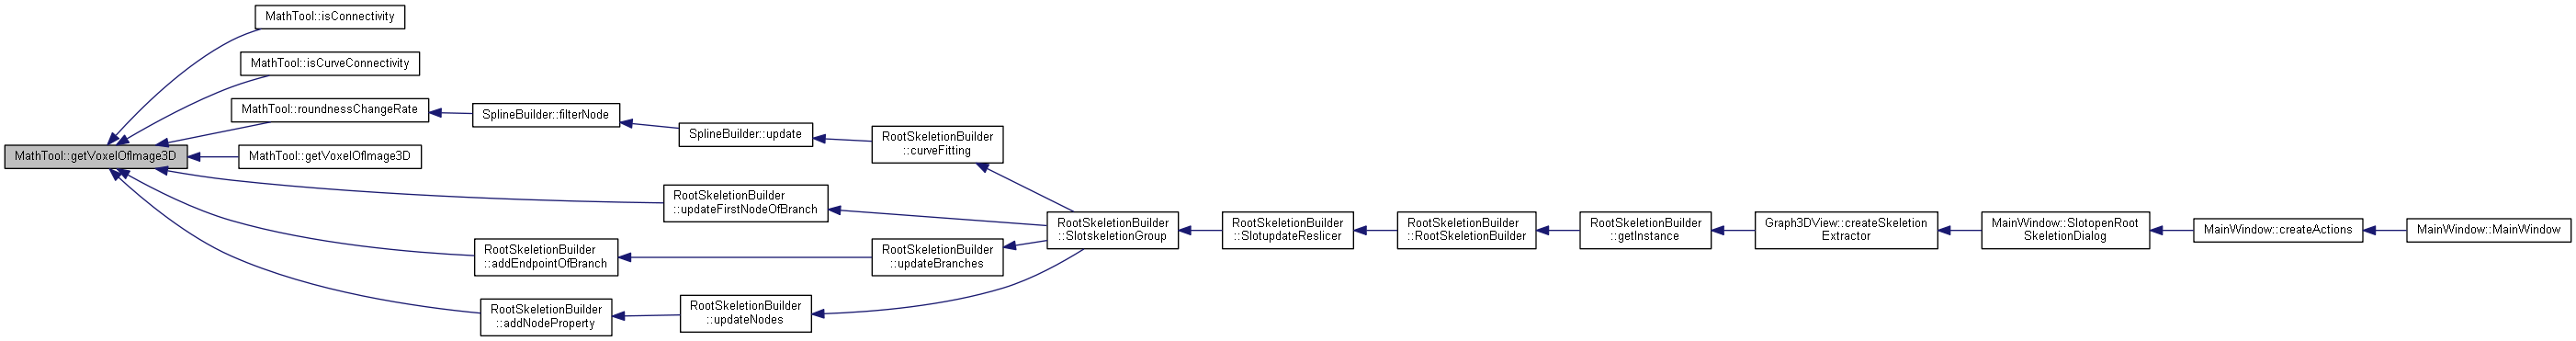 MathTool::isConnectivity
MathTool::isCurveConnectivity
MathTool::roundnessChangeRate
MathTool::getVoxelOfImage3D
MathTool::getVoxelOfImage3D
SplineBuilder::filterNode
SplineBuilder::update
RootSkeletionBuilder
::curveFitting
RootSkeletionBuilder
::updateFirstNodeOfBranch
RootSkeletionBuilder
::addEndpointOfBranch
RootSkeletionBuilder
::updateBranches
RootSkeletionBuilder
::addNodeProperty
RootSkeletionBuilder
::updateNodes
RootSkeletionBuilder
::SlotskeletionGroup
RootSkeletionBuilder
::SlotupdateReslicer
RootSkeletionBuilder
::RootSkeletionBuilder
RootSkeletionBuilder
::getInstance
Graph3DView::createSkeletion
Extractor
MainWindow::SlotopenRoot
SkeletionDialog
MainWindow::createActions
MainWindow::MainWindow